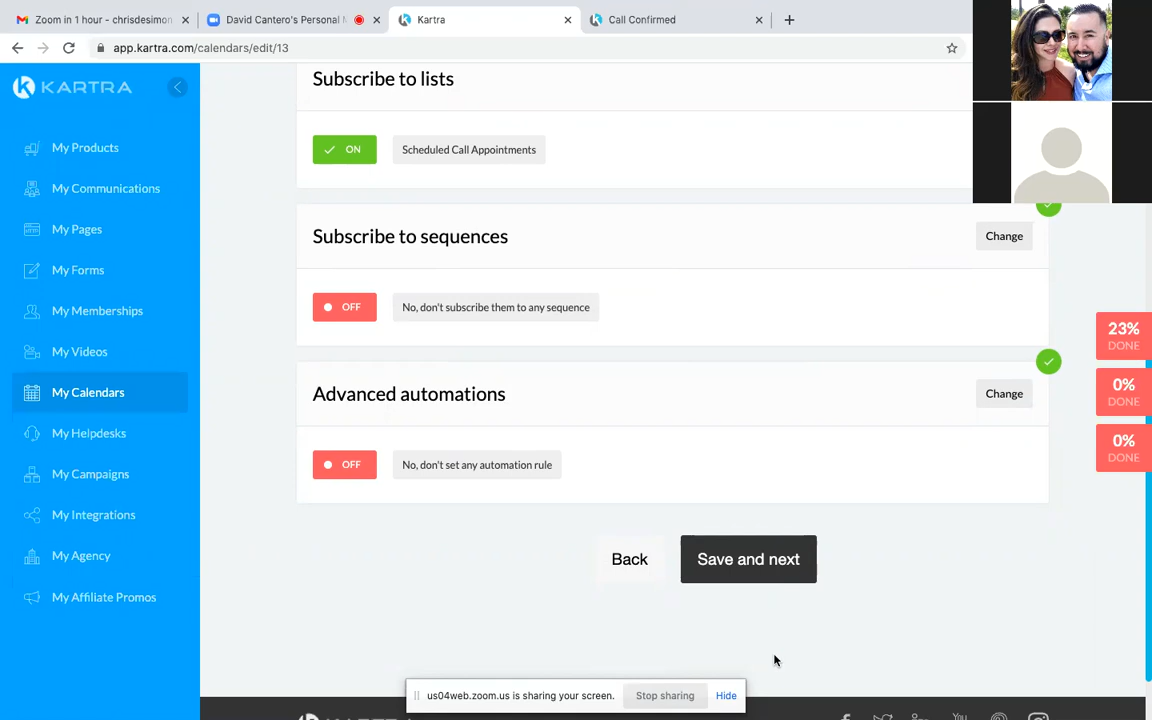 Zoom in 1 hour - chrisdesimon
David Cantero's Personal M
Kartra
Call Confirmed
app.kartra.com/calendars/edit/13
KARTRA
My Products
My Communications
My Pages
My Forms
My Memberships
My Videos
My Calendars
My Helpdesks
My Campaigns
My Integrations
My Agency
My Affiliate Promos
Subscribe to lists
ON
Scheduled Call Appointments
Subscribe to sequences
Change
OFF
No, don't subscribe them to any sequence
Advanced automations
Change
OFF
No, don't set any automation rule
Back
Save and next
23%
DONE
0%
DONE
0%
DONE
us04web.zoom.us is sharing your screen.
Stop sharing
Hide